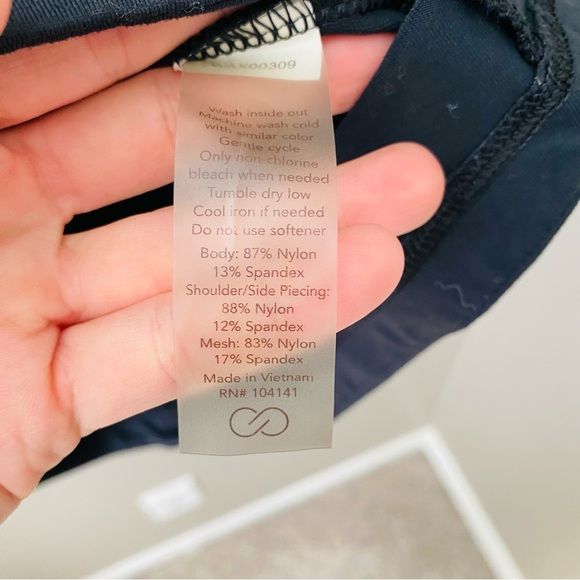 Wash inside out
Machine wash cold
with similar color
Gentle cycle
Only non-chlorine
bleach when needed
Tumble dry low
Cool iron if needed
Do not use softener
Body: 87% Nylon
13% Spandex
Shoulder/Side Piecing:
88% Nylon
12% Spandex
Mesh: 83% Nylon
17% Spandex
Made in Vietnam
RN# 104141